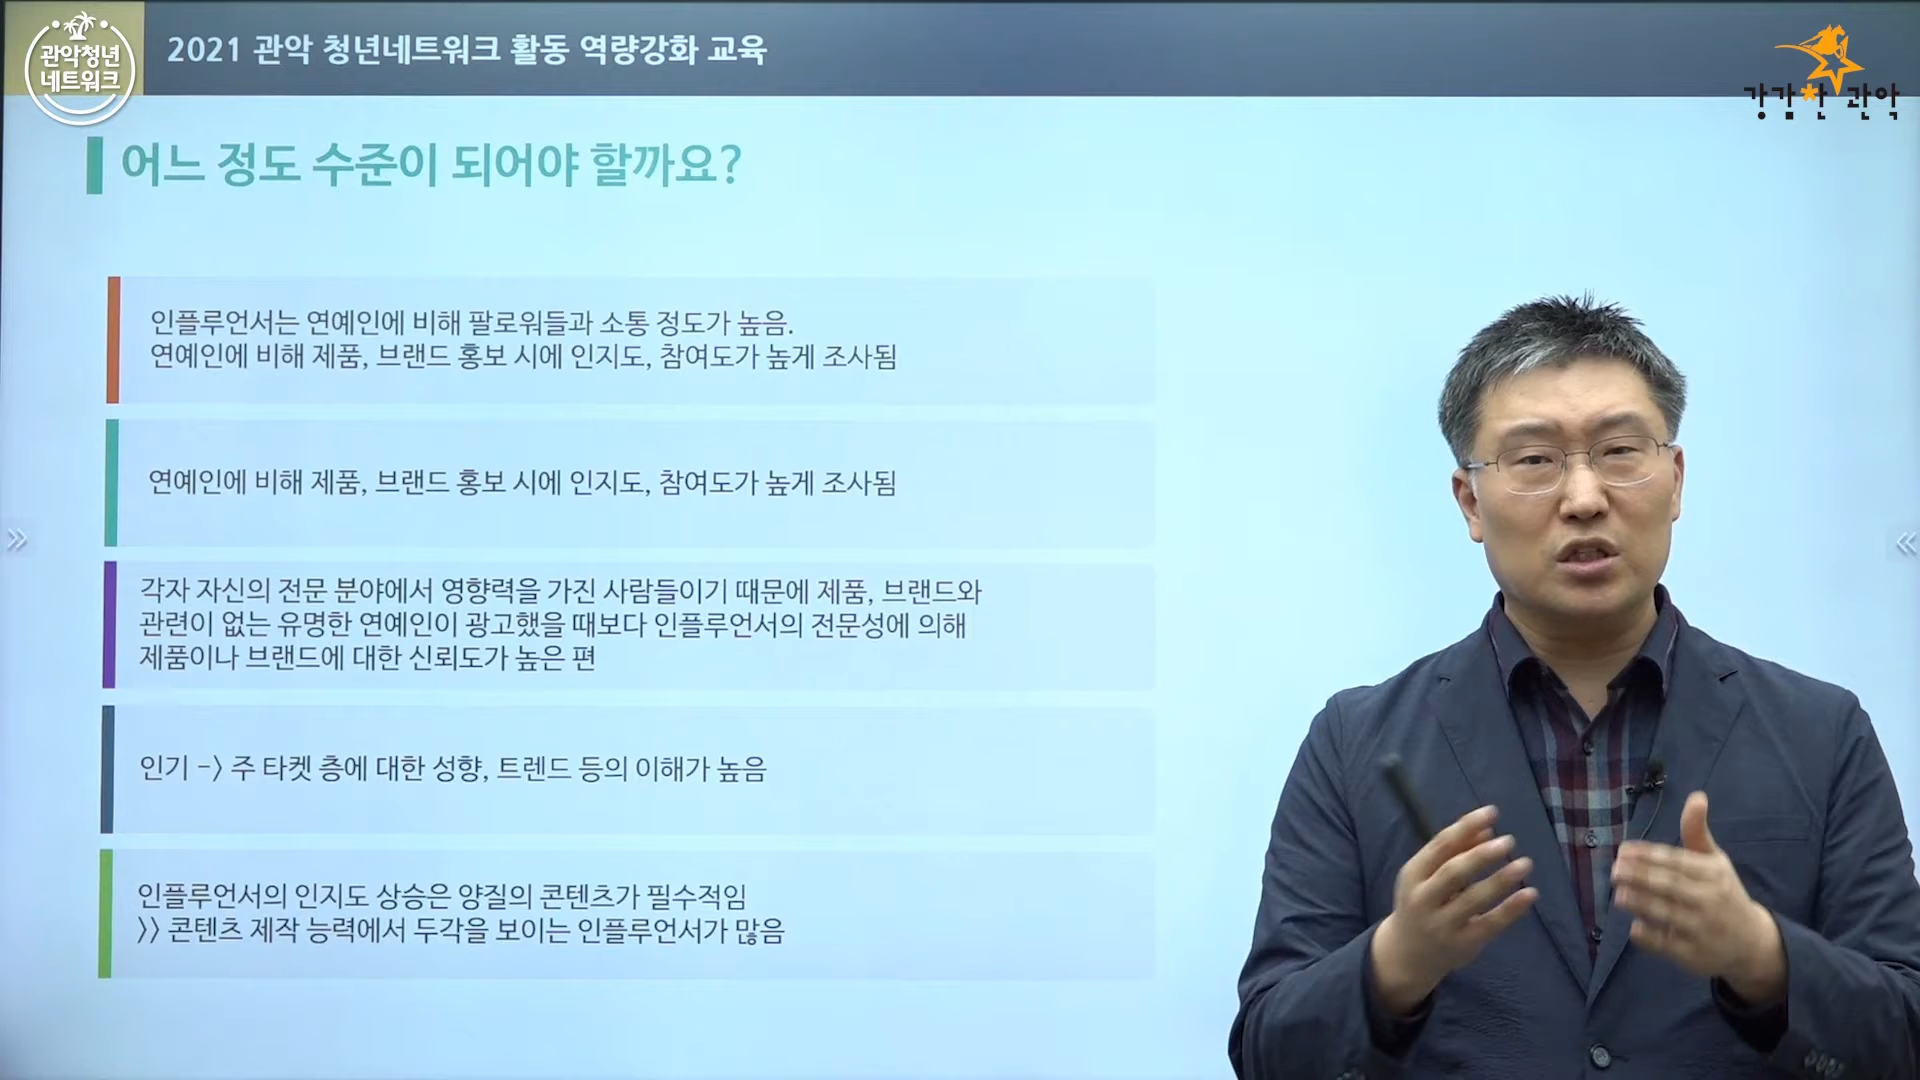 관악청년
네트워크
2021 관악 청년네트워크 활동 역량강화 교육
강감찬 관악
어느 정도 수준이 되어야 할까요?
인플루언서는 연예인에 비해 팔로워들과 소통 정도가 높음.
연예인에 비해 제품, 브랜드 홍보 시에 인지도, 참여도가 높게 조사됨
연예인에 비해 제품, 브랜드 홍보 시에 인지도, 참여도가 높게 조사됨
각자 자신의 전문 분야에서 영향력을 가진 사람들이기 때문에 제품, 브랜드와
관련이 없는 유명한 연예인이 광고했을 때보다 인플루언서의 전문성에 의해
제품이나 브랜드에 대한 신뢰도가 높은 편
인기 -> 주 타켓 층에 대한 성향, 트렌드 등의 이해가 높음
인플루언서의 인지도 상승은 양질의 콘텐츠가 필수적임
>> 콘텐츠 제작 능력에서 두각을 보이는 인플루언서가 많음